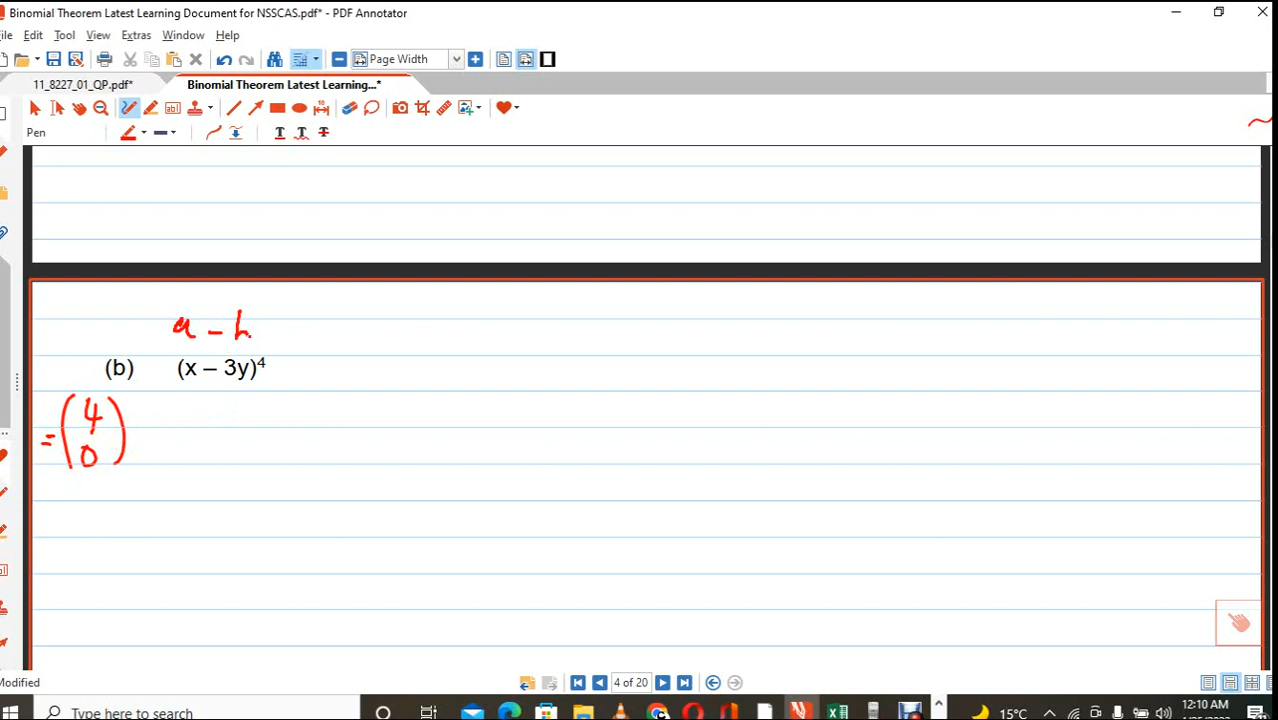 Binomial Theorem Latest Learning Document for NSSCAS.pdf* - PDF Annotator
Edit Tool View Extras Window Help
Page Width
11_8227_01_QP.pdf* Binomial Theorem Latest Learning...*
Pen
a - b
(b) (x – 3y)⁴
= (4
0)
4 of 20
Modified
Type here to search
15°C
12:10 AM